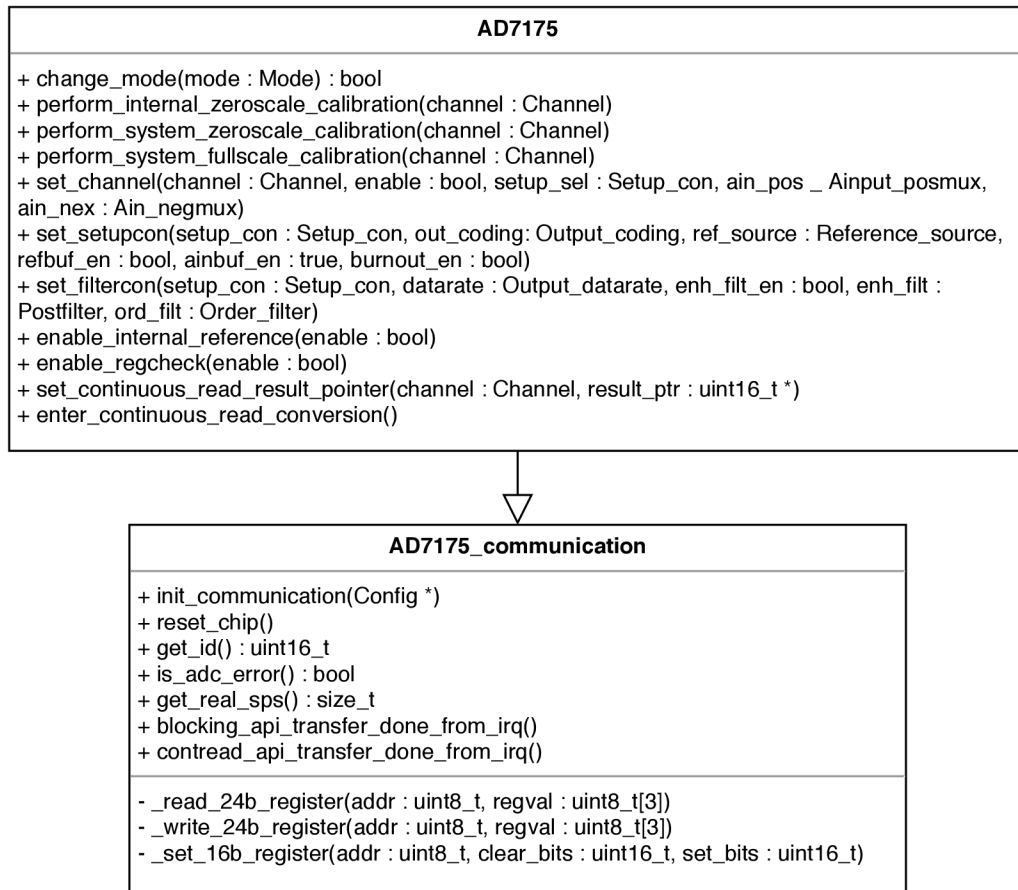 AD7175
+ change_mode(mode : Mode) : bool
+ perform_internal_zeroscale_calibration(channel : Channel)
+ perform_system_zeroscale_calibration(channel : Channel)
+ perform_system_fullscale_calibration(channel : Channel)
+ set_channel(channel : Channel, enable : bool, setup_sel : Setup_con, ain_pos _ Ainput_posmux,
ain_nex : Ain_negmux)
+ set_setupcon(setup_con : Setup_con, out_coding: Output_coding, ref_source : Reference_source,
refbuf_en : bool, ainbuf_en : true, burnout_en : bool)
+ set_filtercon(setup_con : Setup_con, datarate : Output_datarate, enh_filt_en : bool, enh_filt :
Postfilter, ord_filt : Order_filter)
+ enable_internal_reference(enable : bool)
+ enable_regcheck(enable : bool)
+ set_continuous_read_result_pointer(channel : Channel, result_ptr : uint16_t *)
+ enter_continuous_read_conversion()
AD7175_communication
+ init_communication(Config *)
+ reset_chip()
+ get_id() : uint16_t
+ is_adc_error() : bool
+ get_real_sps() : size_t
+ blocking_api_transfer_done_from_irq()
+ contread_api_transfer_done_from_irq()
- _read_24b_register(addr : uint8_t, regval : uint8_t[3])
- _write_24b_register(addr : uint8_t, regval : uint8_t[3])
- _set_16b_register(addr : uint8_t, clear_bits : uint16_t, set_bits : uint16_t)